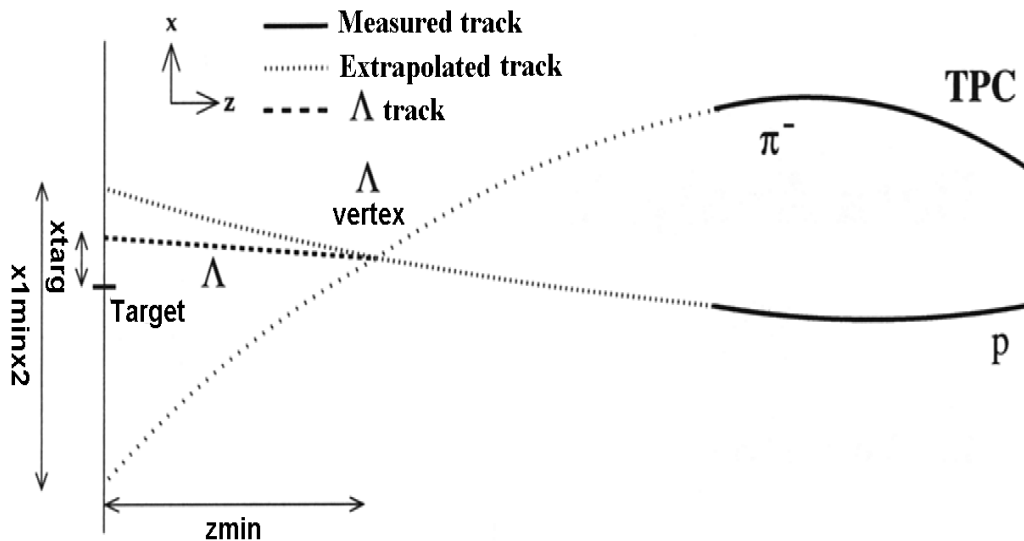 x
z
Measured track
Extrapolated track
Λ track
TPC
π⁻
Λ
vertex
xtarg
x1minx2
Λ
Target
p
zmin